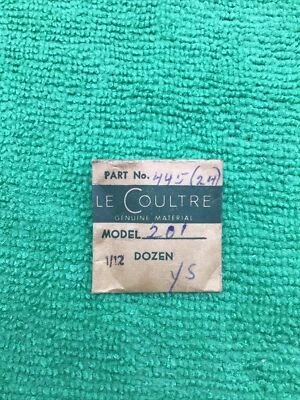 PART No. 445 (24)
LE COULTRE
GENUINE MATERIAL
MODEL 201
1/12 DOZEN
YS